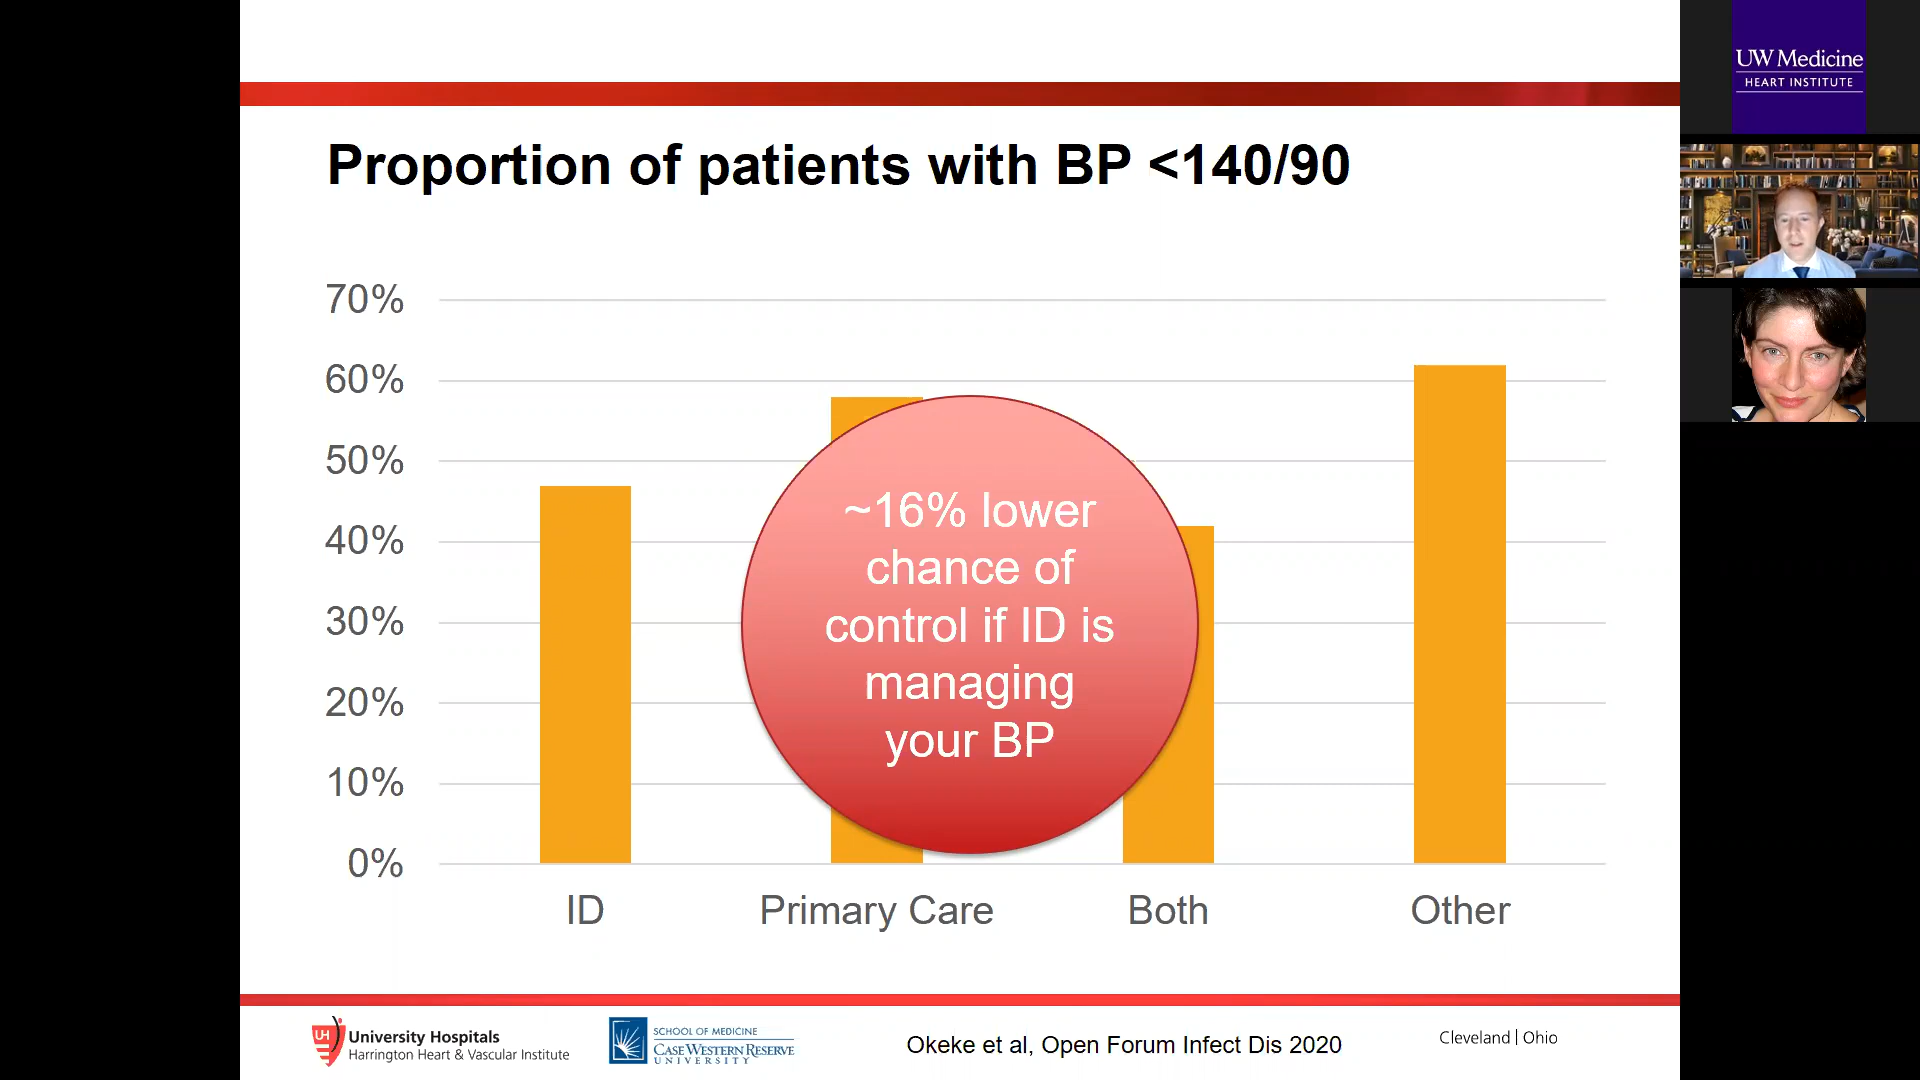 Proportion of patients with BP <140/90
70%
60%
50%
40%
30%
20%
10%
0%
~16% lower
chance of
control if ID is
managing
your BP
ID
Primary Care
Both
Other
UH
University Hospitals
Harrington Heart & Vascular Institute
SCHOOL OF MEDICINE
CASE WESTERN RESERVE
UNIVERSITY
Okeke et al, Open Forum Infect Dis 2020
Cleveland | Ohio
UW Medicine
HEART INSTITUTE